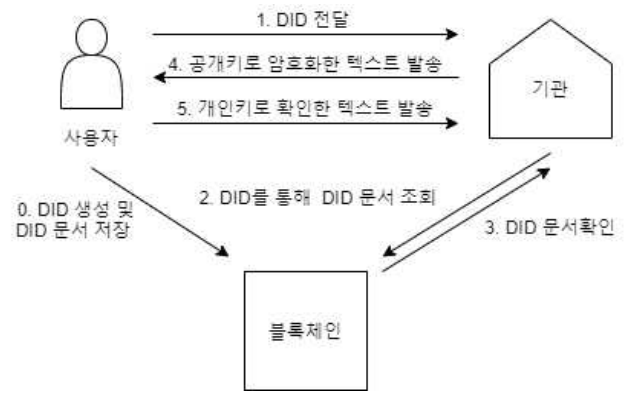 1. DID 전달
4. 공개키로 암호화한 텍스트 발송
5. 개인키로 확인한 텍스트 발송
사용자
기관
0. DID 생성 및
DID 문서 저장
2. DID를 통해 DID 문서 조회
3. DID 문서확인
블록체인